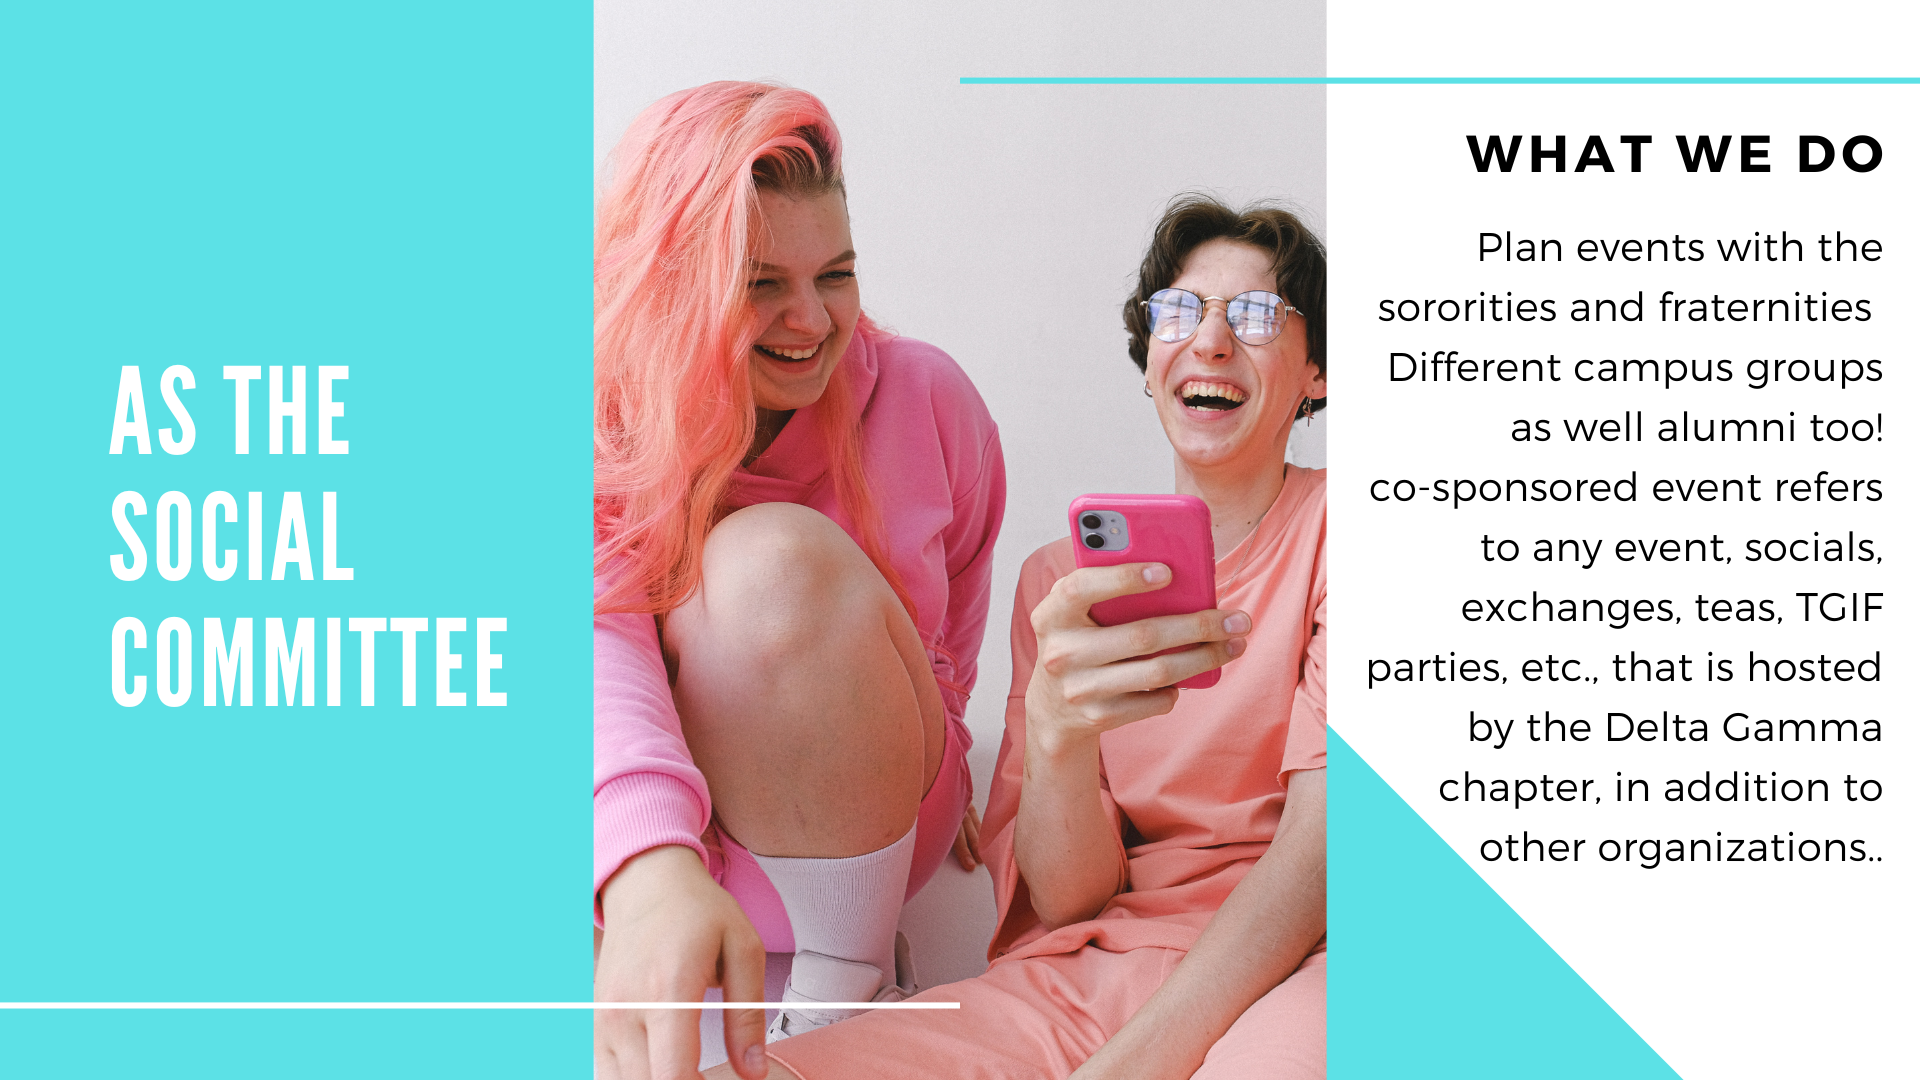 AS THE
SOCIAL
COMMITTEE
WHAT WE DO
Plan events with the
sororities and fraternities
Different campus groups
as well alumni too!
co-sponsored event refers
to any event, socials,
exchanges, teas, TGIF
parties, etc., that is hosted
by the Delta Gamma
chapter, in addition to
other organizations..